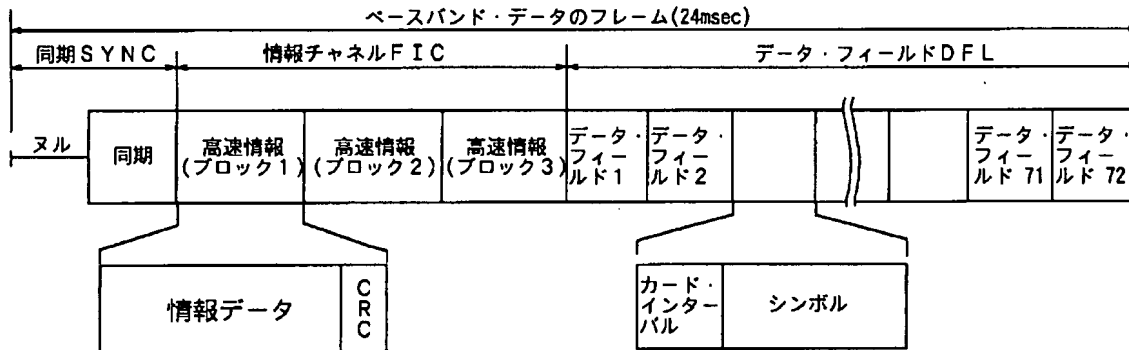 ベースバンド・データのフレーム(24msec)
同期SYNC
情報チャネルFIC
データ・フィールドDFL
ヌル
同期
高速情報
(ブロック1)
高速情報
(ブロック2)
高速情報
(ブロック3)
データ・
フィー
ルド1
データ・
フィー
ルド2
データ・
フィー
ルド 71
データ・
フィー
ルド 72
情報データ
C
R
C
カード・
インター
バル
シンボル